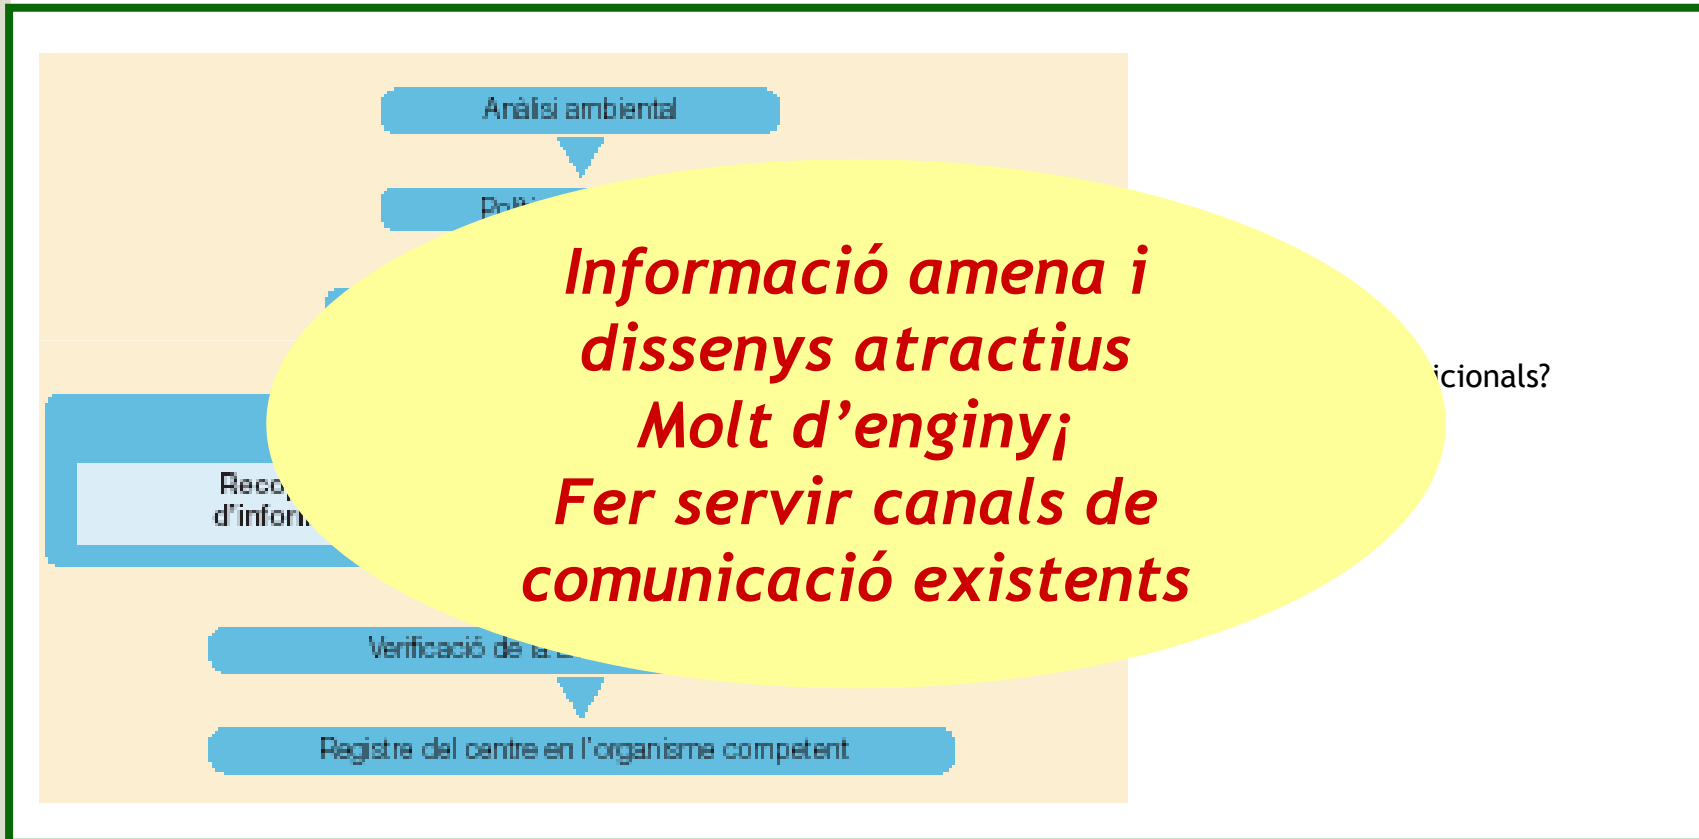 Anàlisi ambiental
Informació amena i
dissenys atractius
Molt d’enginy¡
Fer servir canals de
comunicació existents
Verificació de la
Registre del centre en l'organisme competent